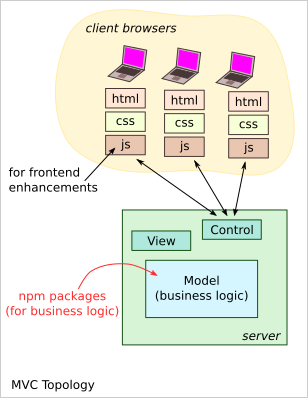 client browsers
html
html
html
css
css
css
js
js
js
for frontend
enhancements
Control
View
Model
(business logic)
npm packages
(for business logic)
server
MVC Topology